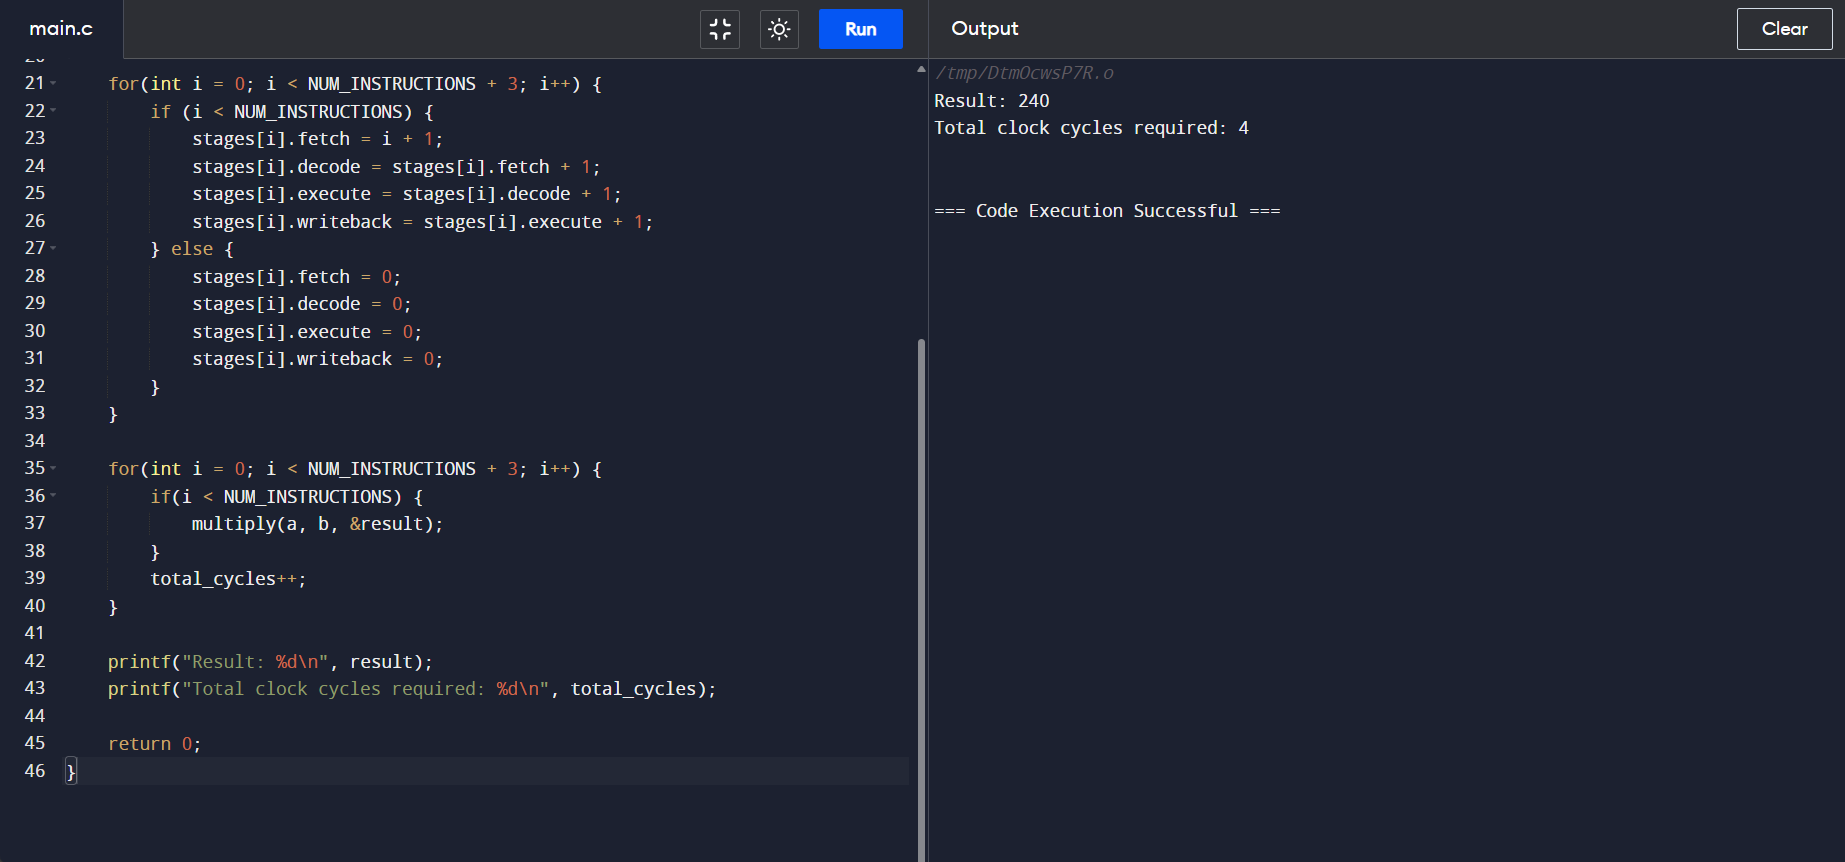 main.c
Run
21 for(int i = 0; i < NUM_INSTRUCTIONS + 3; i++) {
22 if (i < NUM_INSTRUCTIONS) {
23 stages[i].fetch = i + 1;
24 stages[i].decode = stages[i].fetch + 1;
25 stages[i].execute = stages[i].decode + 1;
26 stages[i].writeback = stages[i].execute + 1;
27 } else {
28 stages[i].fetch = 0;
29 stages[i].decode = 0;
30 stages[i].execute = 0;
31 stages[i].writeback = 0;
32 }
33 }
34
35 for(int i = 0; i < NUM_INSTRUCTIONS + 3; i++) {
36 if(i < NUM_INSTRUCTIONS) {
37 multiply(a, b, &result);
38 }
39 total_cycles++;
40 }
41
42 printf("Result: %d\n", result);
43 printf("Total clock cycles required: %d\n", total_cycles);
44
45 return 0;
46 }
Output
Clear
/tmp/DtmOcwsP7R.o
Result: 240
Total clock cycles required: 4
=== Code Execution Successful ===